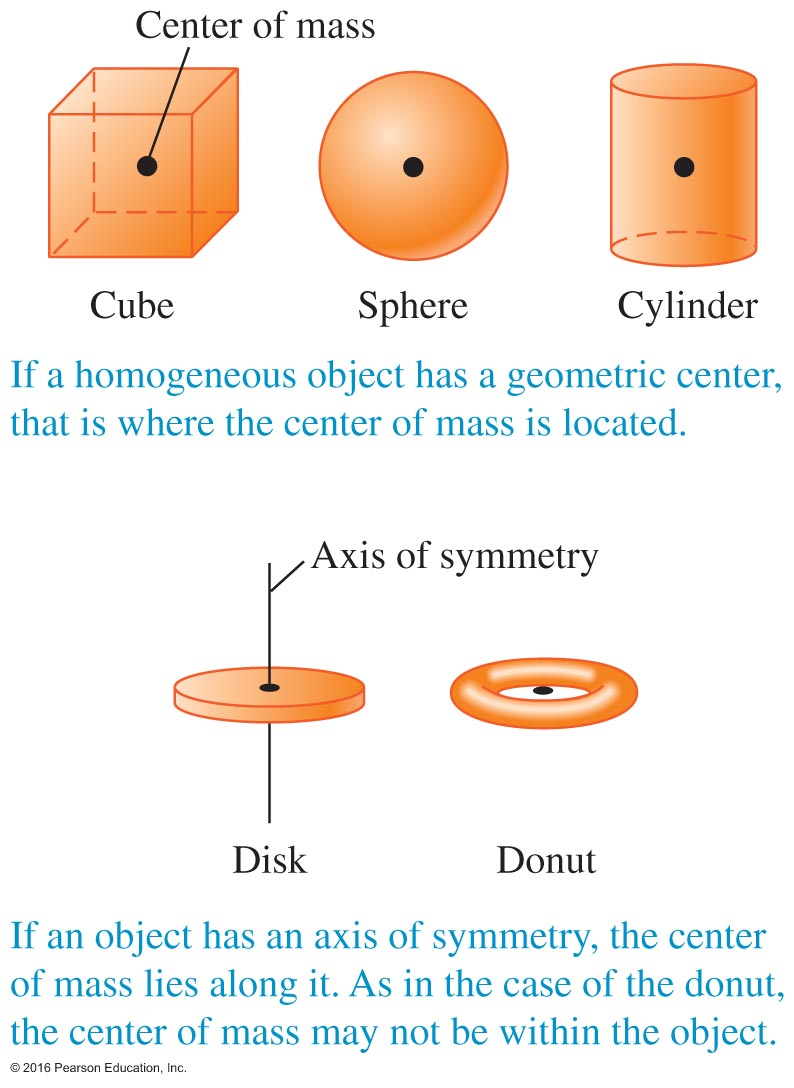 Center of mass
Cube
Sphere
Cylinder
If a homogeneous object has a geometric center,
that is where the center of mass is located.
Axis of symmetry
Disk
Donut
If an object has an axis of symmetry, the center
of mass lies along it. As in the case of the donut,
the center of mass may not be within the object.
© 2016 Pearson Education, Inc.